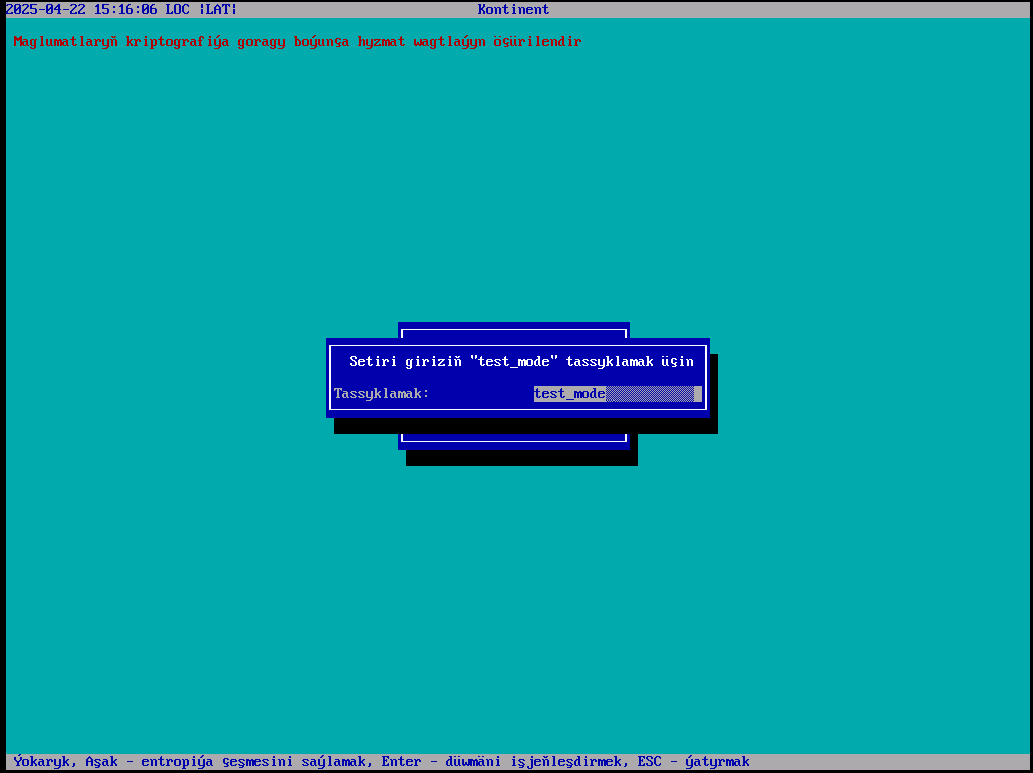 2025-04-22 15:16:06 LOC |LAT| Kontinent
Maglumatlaryň kriptografiýa goragy boýunça hyzmat wagtlaýyn öçürilendir
Setiri giriziň "test_mode" tassyklamak üçin
Tassyklamak: test_mode
Ýokaryk, Aşak - entropiýa çeşmesini saýlamak, Enter - düwmäni işjeňleşdirmek, ESC - ýatyrmak